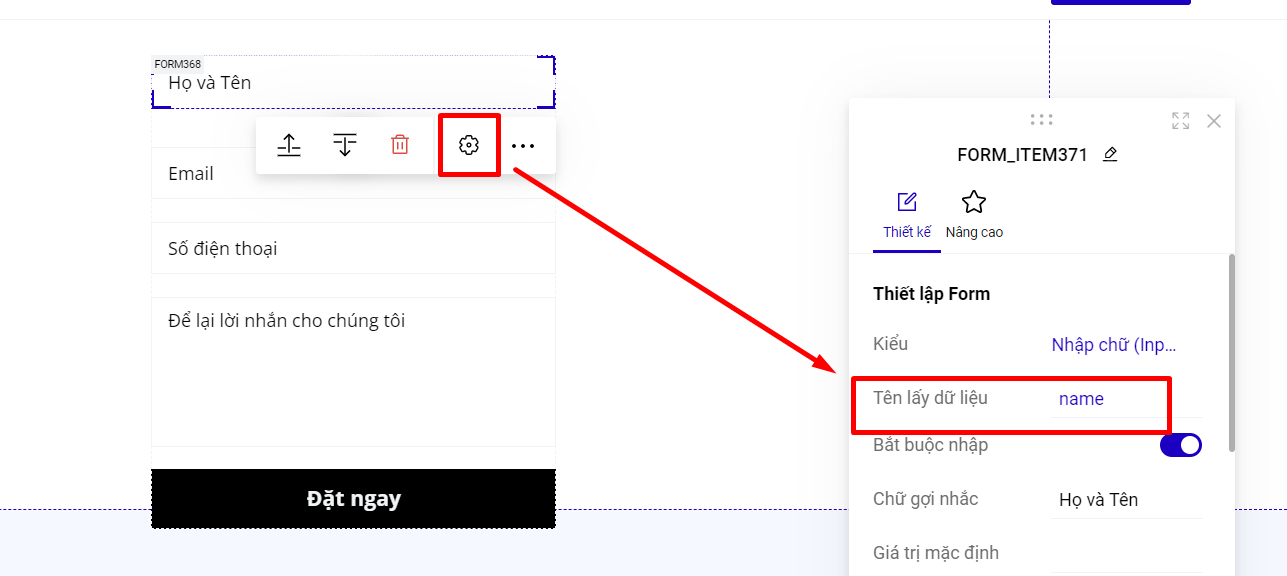 FORM368
Họ và Tên
Email
Số điện thoại
Để lại lời nhắn cho chúng tôi
Đặt ngay
FORM_ITEM371
Thiết kế
Nâng cao
Thiết lập Form
Kiểu
Nhập chữ (Inp...
Tên lấy dữ liệu
name
Bắt buộc nhập
Chữ gợi nhắc
Họ và Tên
Giá trị mặc định